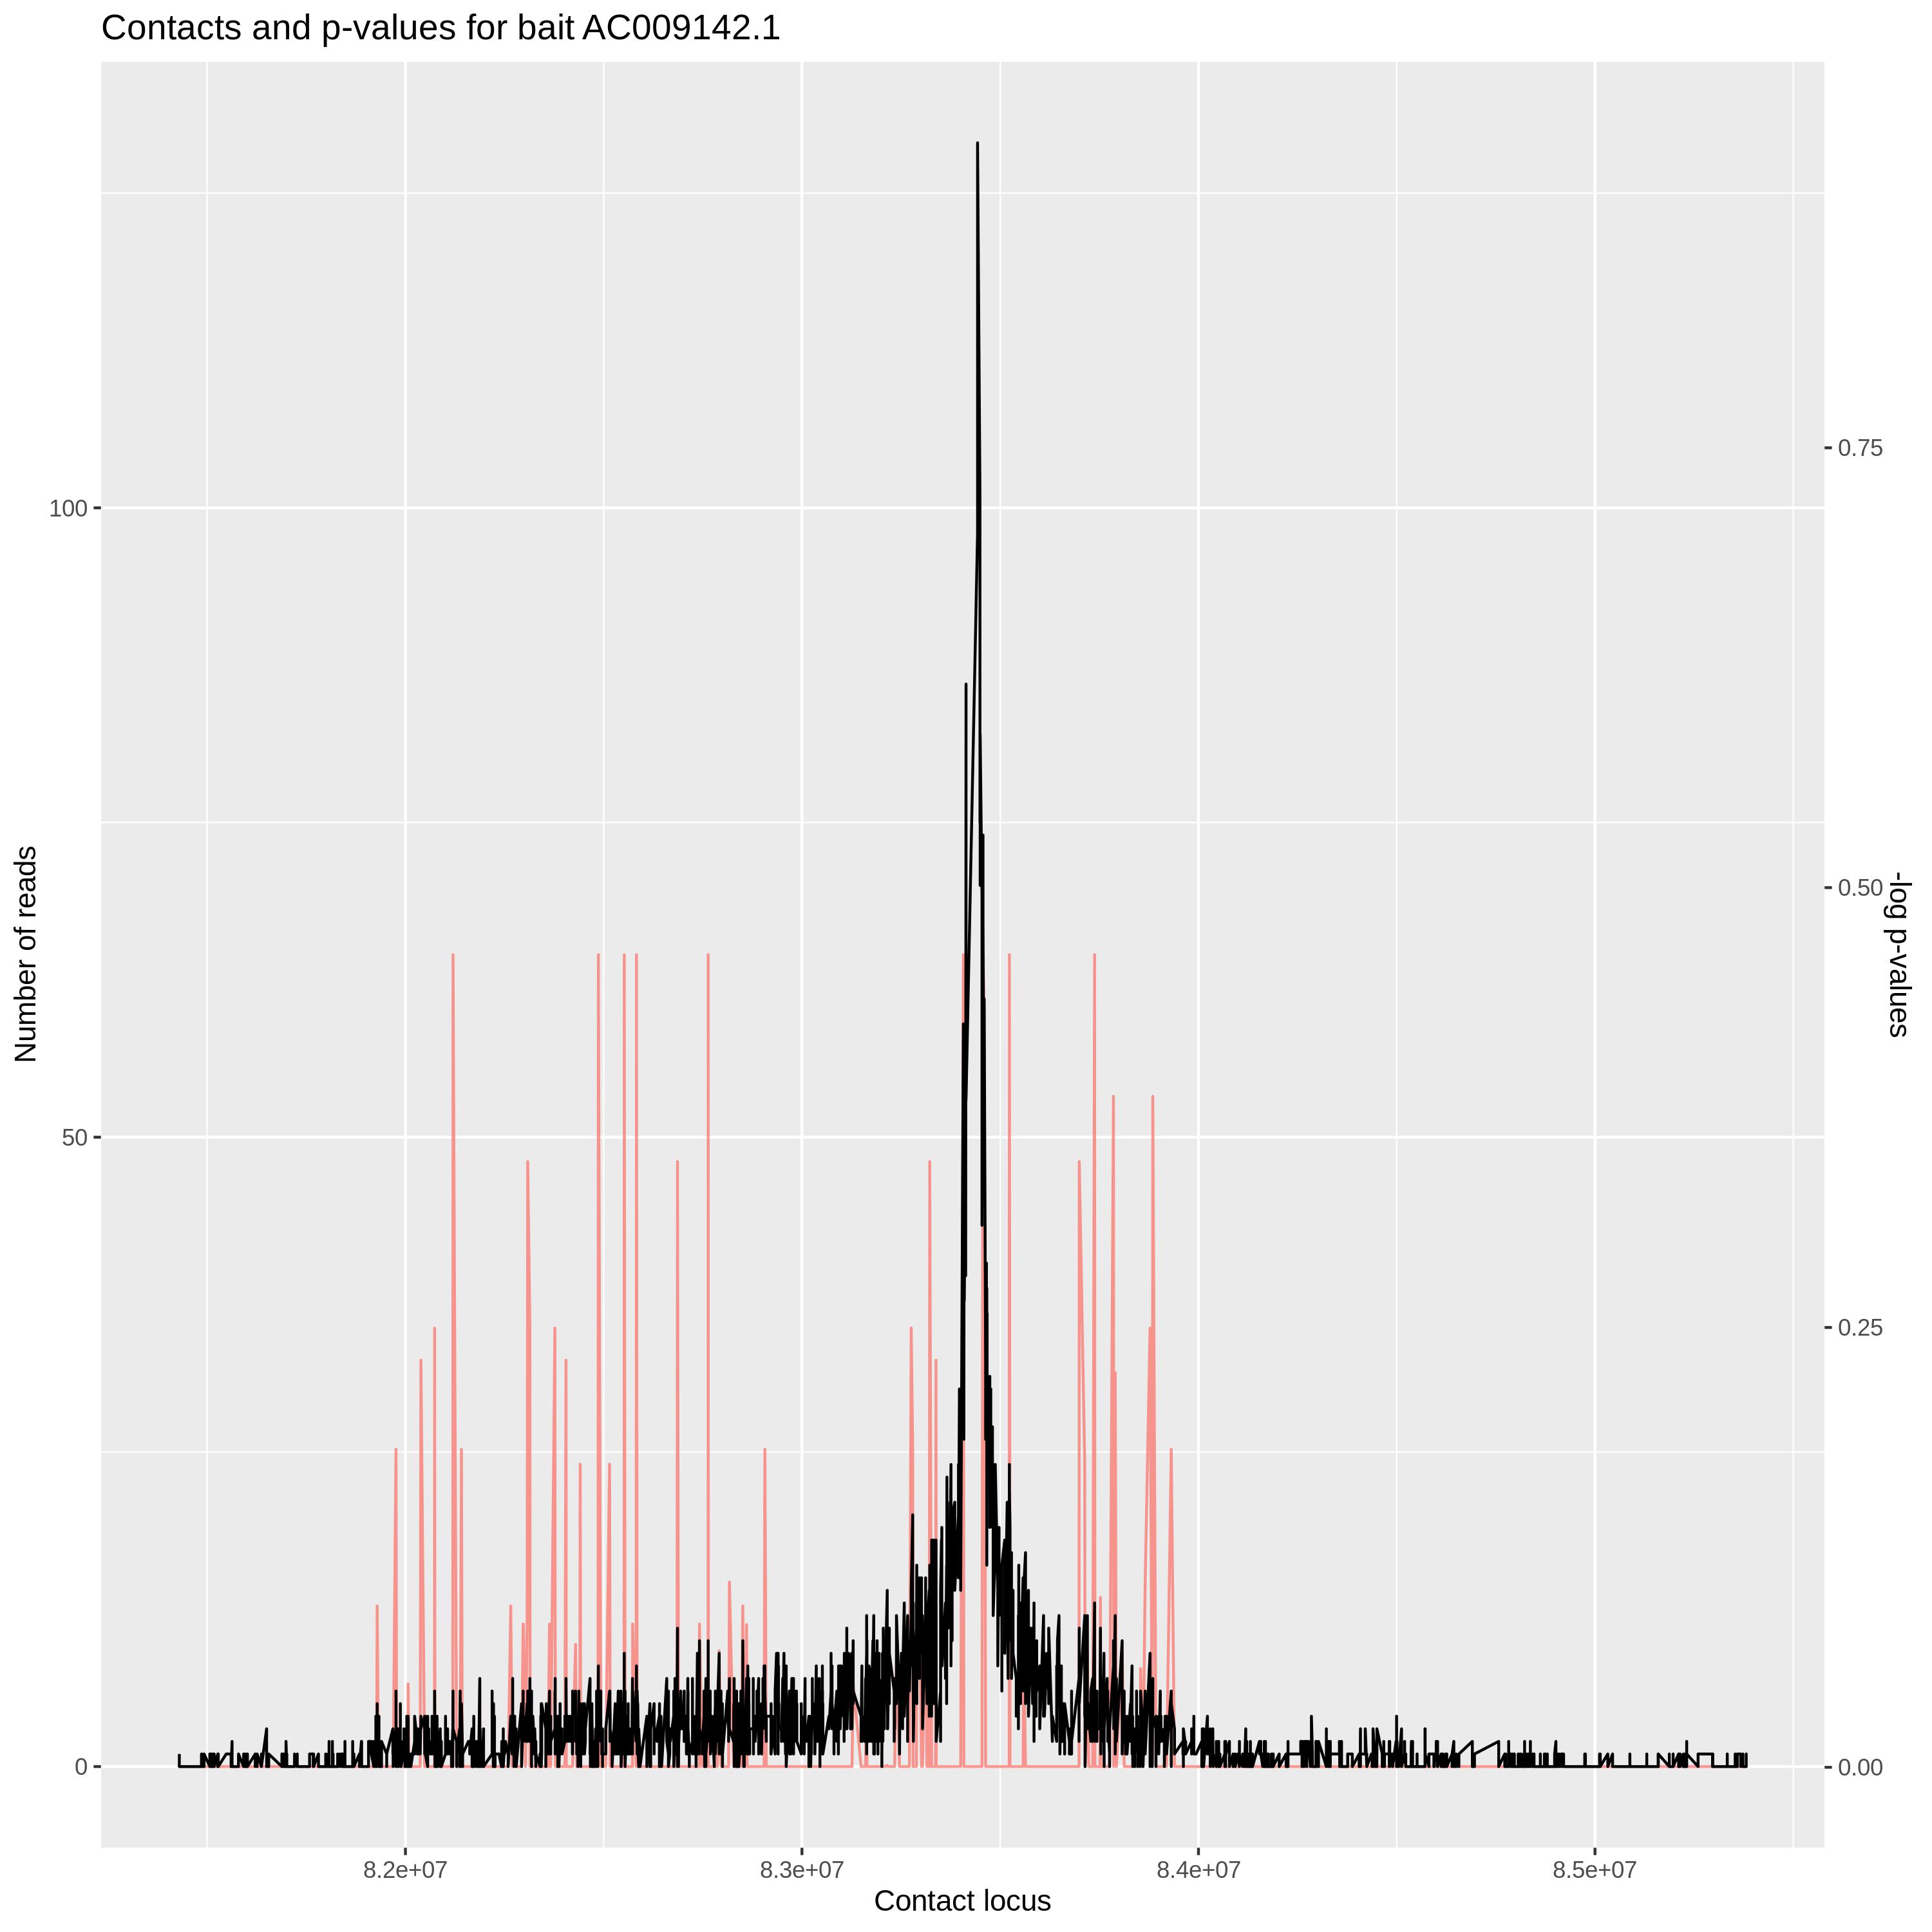 Contacts and p-values for bait AC009142.1
Number of reads
100
50
0
0.75
0.50
0.25
0.00
-log p-values
8.2e+07
8.3e+07
8.4e+07
8.5e+07
Contact locus